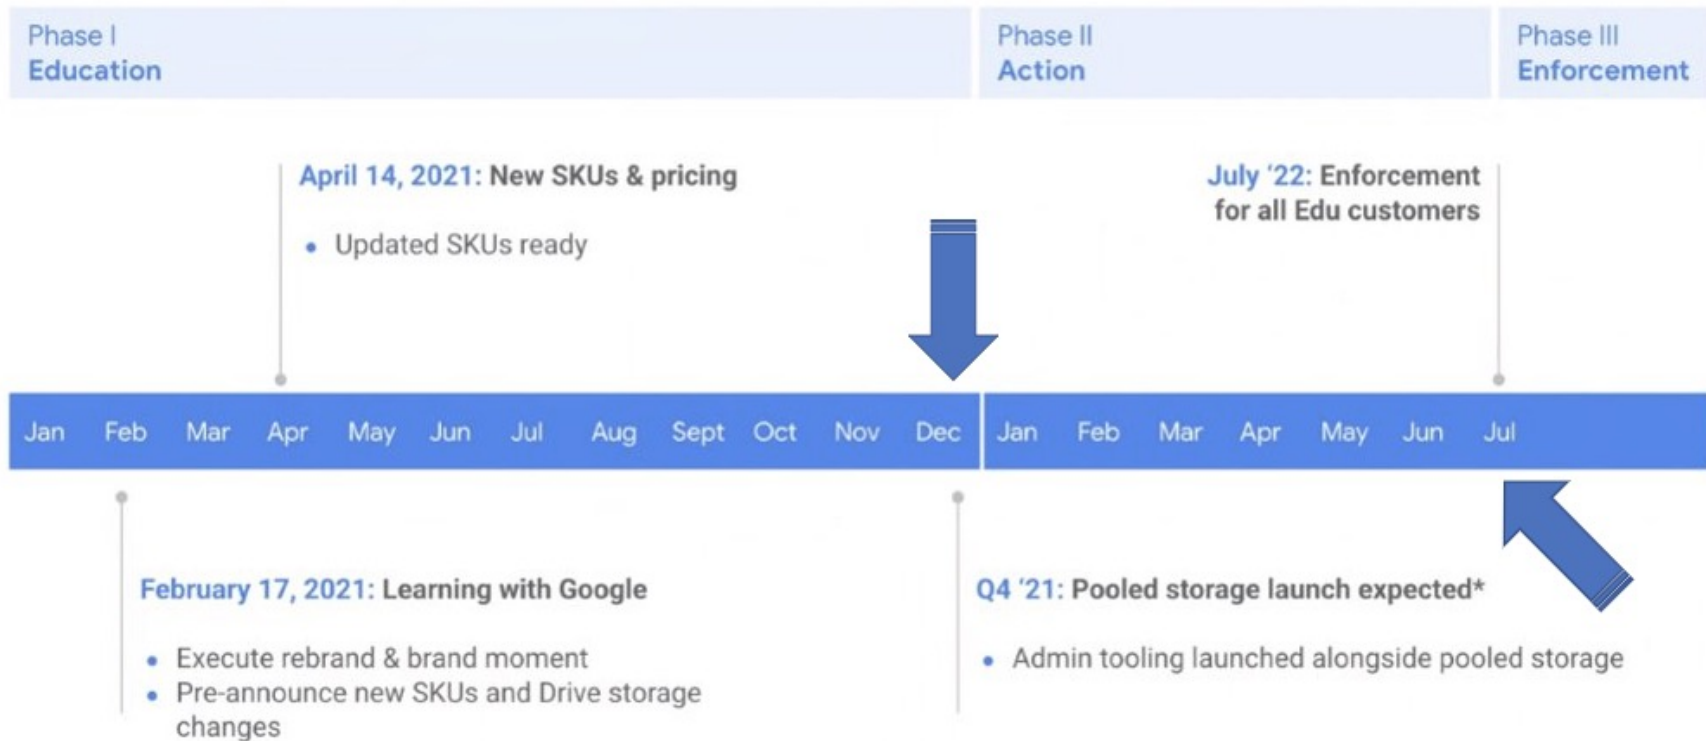 Phase I
Education
Phase II
Action
Phase III
Enforcement
April 14, 2021: New SKUs & pricing
• Updated SKUs ready
July ‘22: Enforcement
for all Edu customers
Jan Feb Mar Apr May Jun Jul Aug Sept Oct Nov Dec Jan Feb Mar Apr May Jun Jul
February 17, 2021: Learning with Google
• Execute rebrand & brand moment
• Pre-announce new SKUs and Drive storage
changes
Q4 ‘21: Pooled storage launch expected*
• Admin tooling launched alongside pooled storage